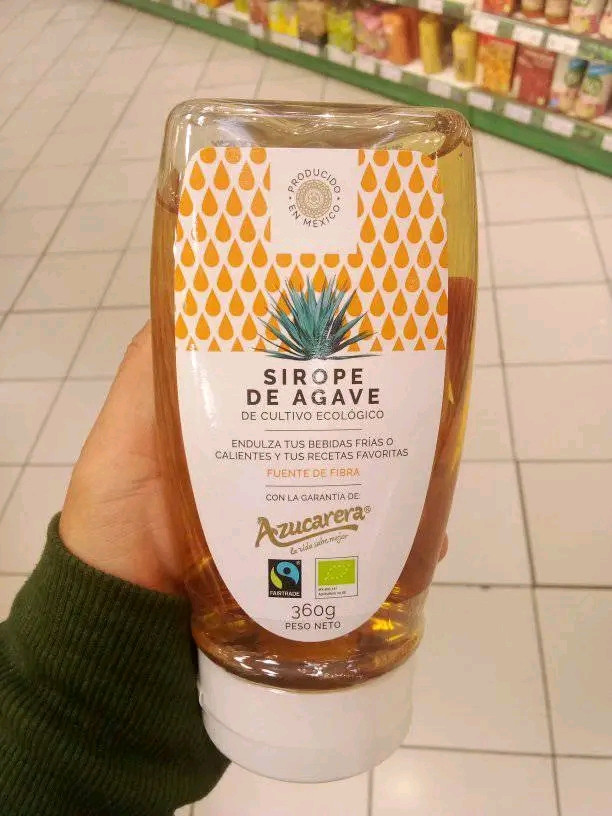 PRODUCIDO
EN MÉXICO
SIROPE
DE AGAVE
DE CULTIVO ECOLÓGICO
ENDULZA TUS BEBIDAS FRÍAS O
CALIENTES Y TUS RECETAS FAVORITAS
FUENTE DE FIBRA
CON LA GARANTÍA DE:
Azucarera®
la vida sabe mejor
FAIRTRADE
360g
PESO NETO